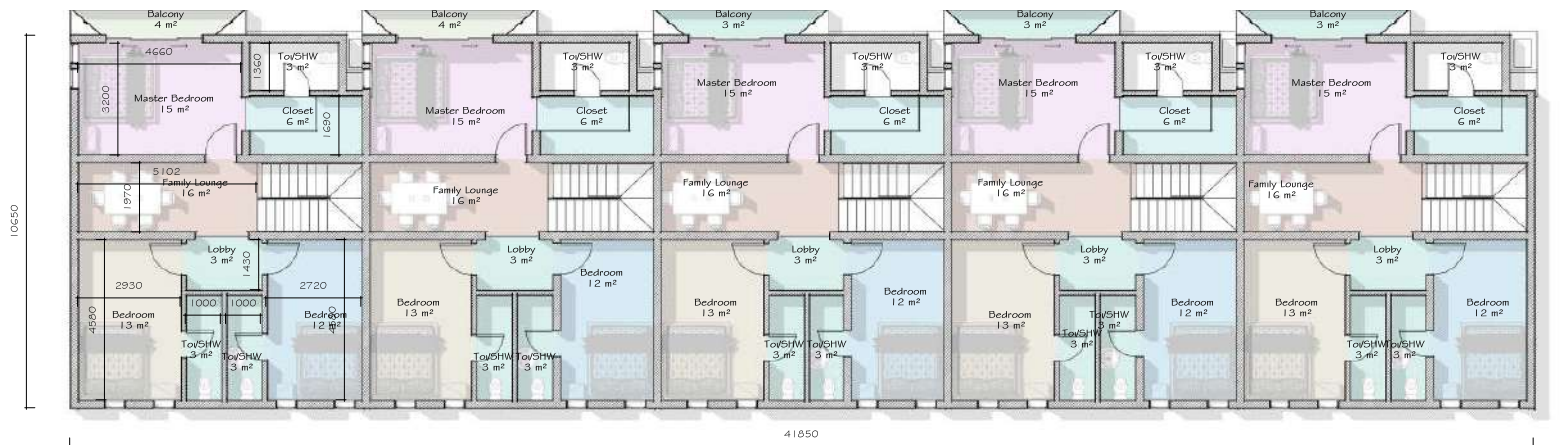 Balcony
4 m²
Balcony
4 m²
Balcony
3 m²
Balcony
3 m²
Balcony
3 m²
4660
1360
Toi/SHW
3 m²
Toi/SHW
3 m²
Toi/SHW
3 m²
Toi/SHW
3 m²
Toi/SHW
3 m²
3200
Master Bedroom
15 m²
Master Bedroom
15 m²
Master Bedroom
15 m²
Master Bedroom
15 m²
Master Bedroom
15 m²
Closet
6 m²
1690
Closet
6 m²
Closet
6 m²
Closet
6 m²
Closet
6 m²
5102
1970
Family Lounge
16 m²
Family Lounge
16 m²
Family Lounge
16 m²
Family Lounge
16 m²
Family Lounge
16 m²
10650
Lobby
3 m²
1430
Lobby
3 m²
Lobby
3 m²
Lobby
3 m²
Lobby
3 m²
2930
1000
1000
2720
4580
Bedroom
13 m²
Bedroom
12 m²
Bedroom
13 m²
Bedroom
12 m²
Bedroom
13 m²
Bedroom
12 m²
Bedroom
13 m²
Bedroom
12 m²
Bedroom
13 m²
Bedroom
12 m²
Toi/SHW
3 m²
Toi/SHW
3 m²
Toi/SHW
3 m²
Toi/SHW
3 m²
Toi/SHW
3 m²
Toi/SHW
3 m²
Toi/SHW
3 m²
Toi/SHW
3 m²
Toi/SHW
3 m²
Toi/SHW
3 m²
41850